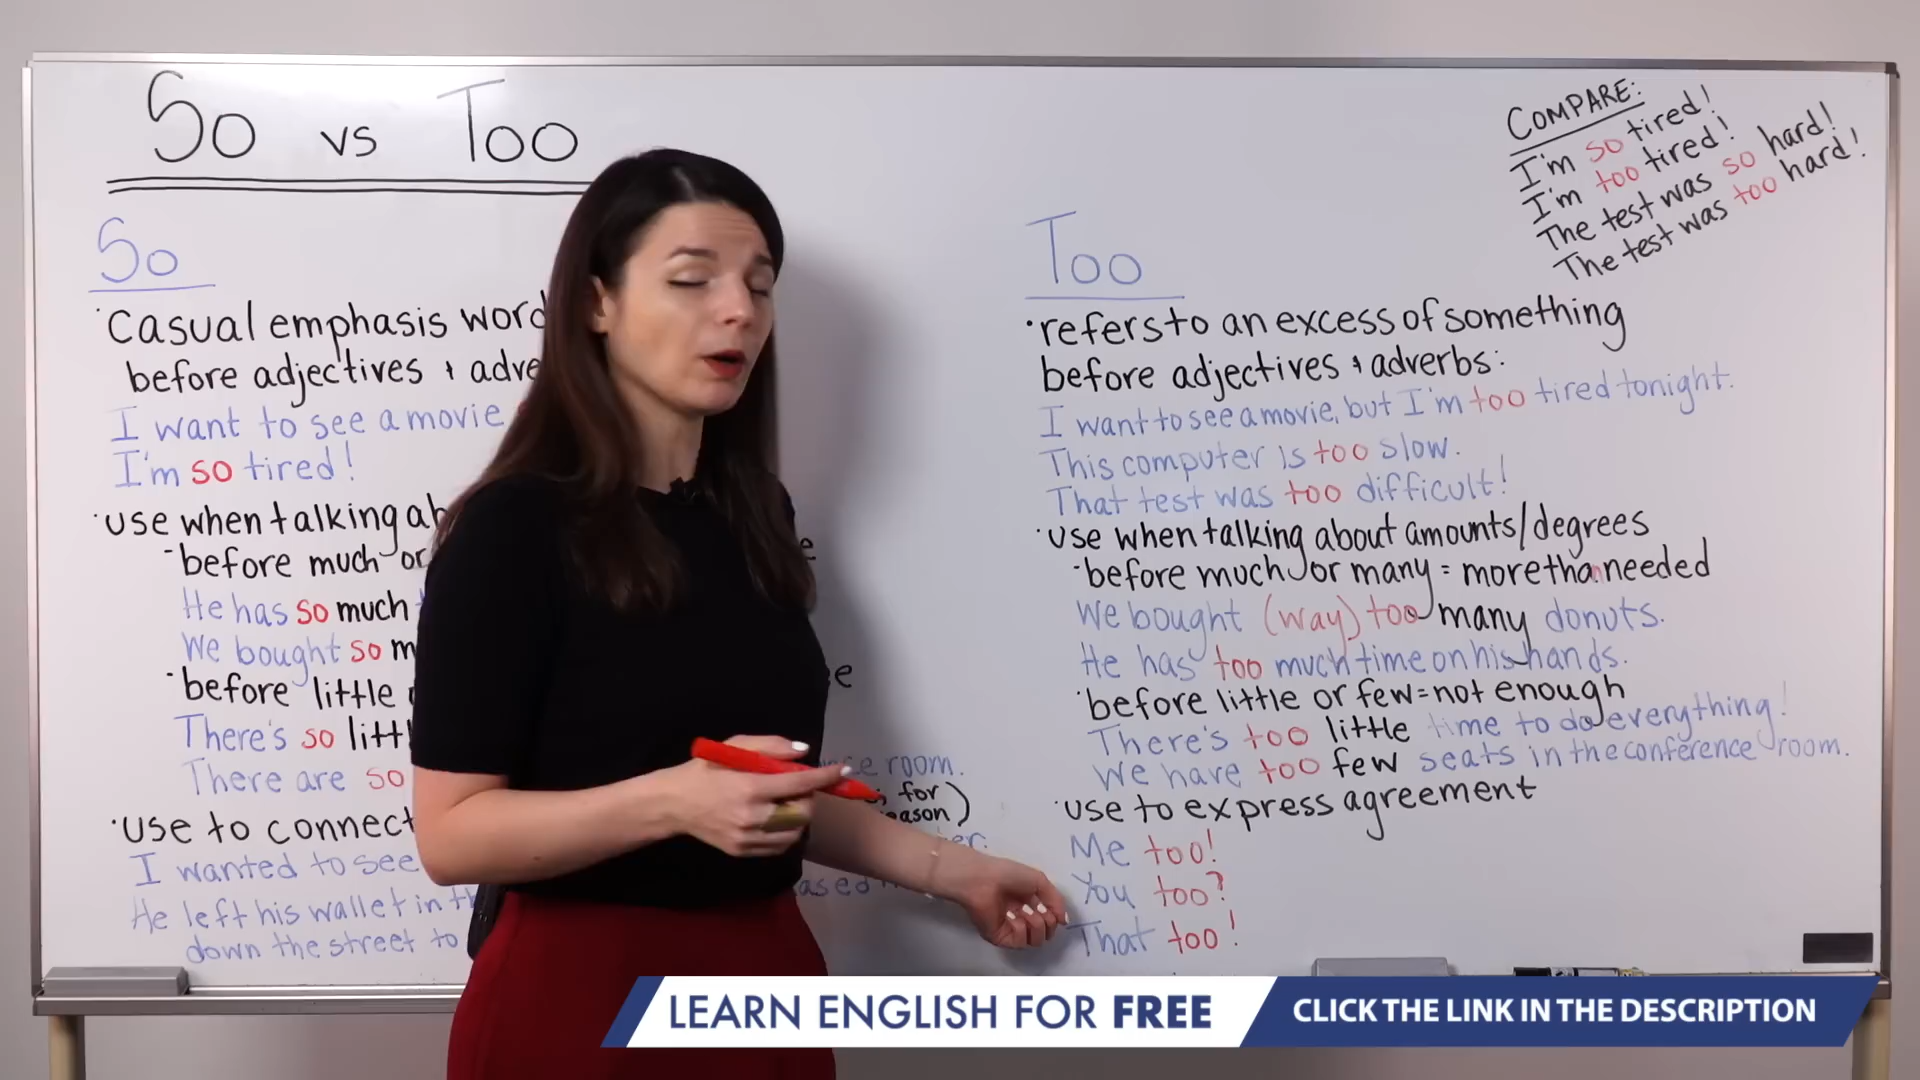 So vs Too
So
· Casual emphasis word
before adjectives +
I want to see a movie
I'm so tired!
· use when talking
- before much or
He has so much
We bought so
- before little
There's so
There are so
· use to connect
I wanted to see
He left his wallet in
down the street to
e
e
room.
for
)
Too
· refers to an excess of something
before adjectives + adverbs:
I want to see a movie, but I'm too tired tonight.
This computer is too slow.
That test was too difficult!
· use when talking about amounts/degrees
- before much or many = more than needed
We bought (way) too many donuts.
He has too much time on his hands.
· before little or few = not enough
There's too little time to do everything!
We have too few seats in the conference room.
· use to express agreement
Me too!
You too?
That too!
COMPARE:
I'm so tired!
I'm too tired!
The test was so hard!
The test was too hard!
LEARN ENGLISH FOR FREE
CLICK THE LINK IN THE DESCRIPTION